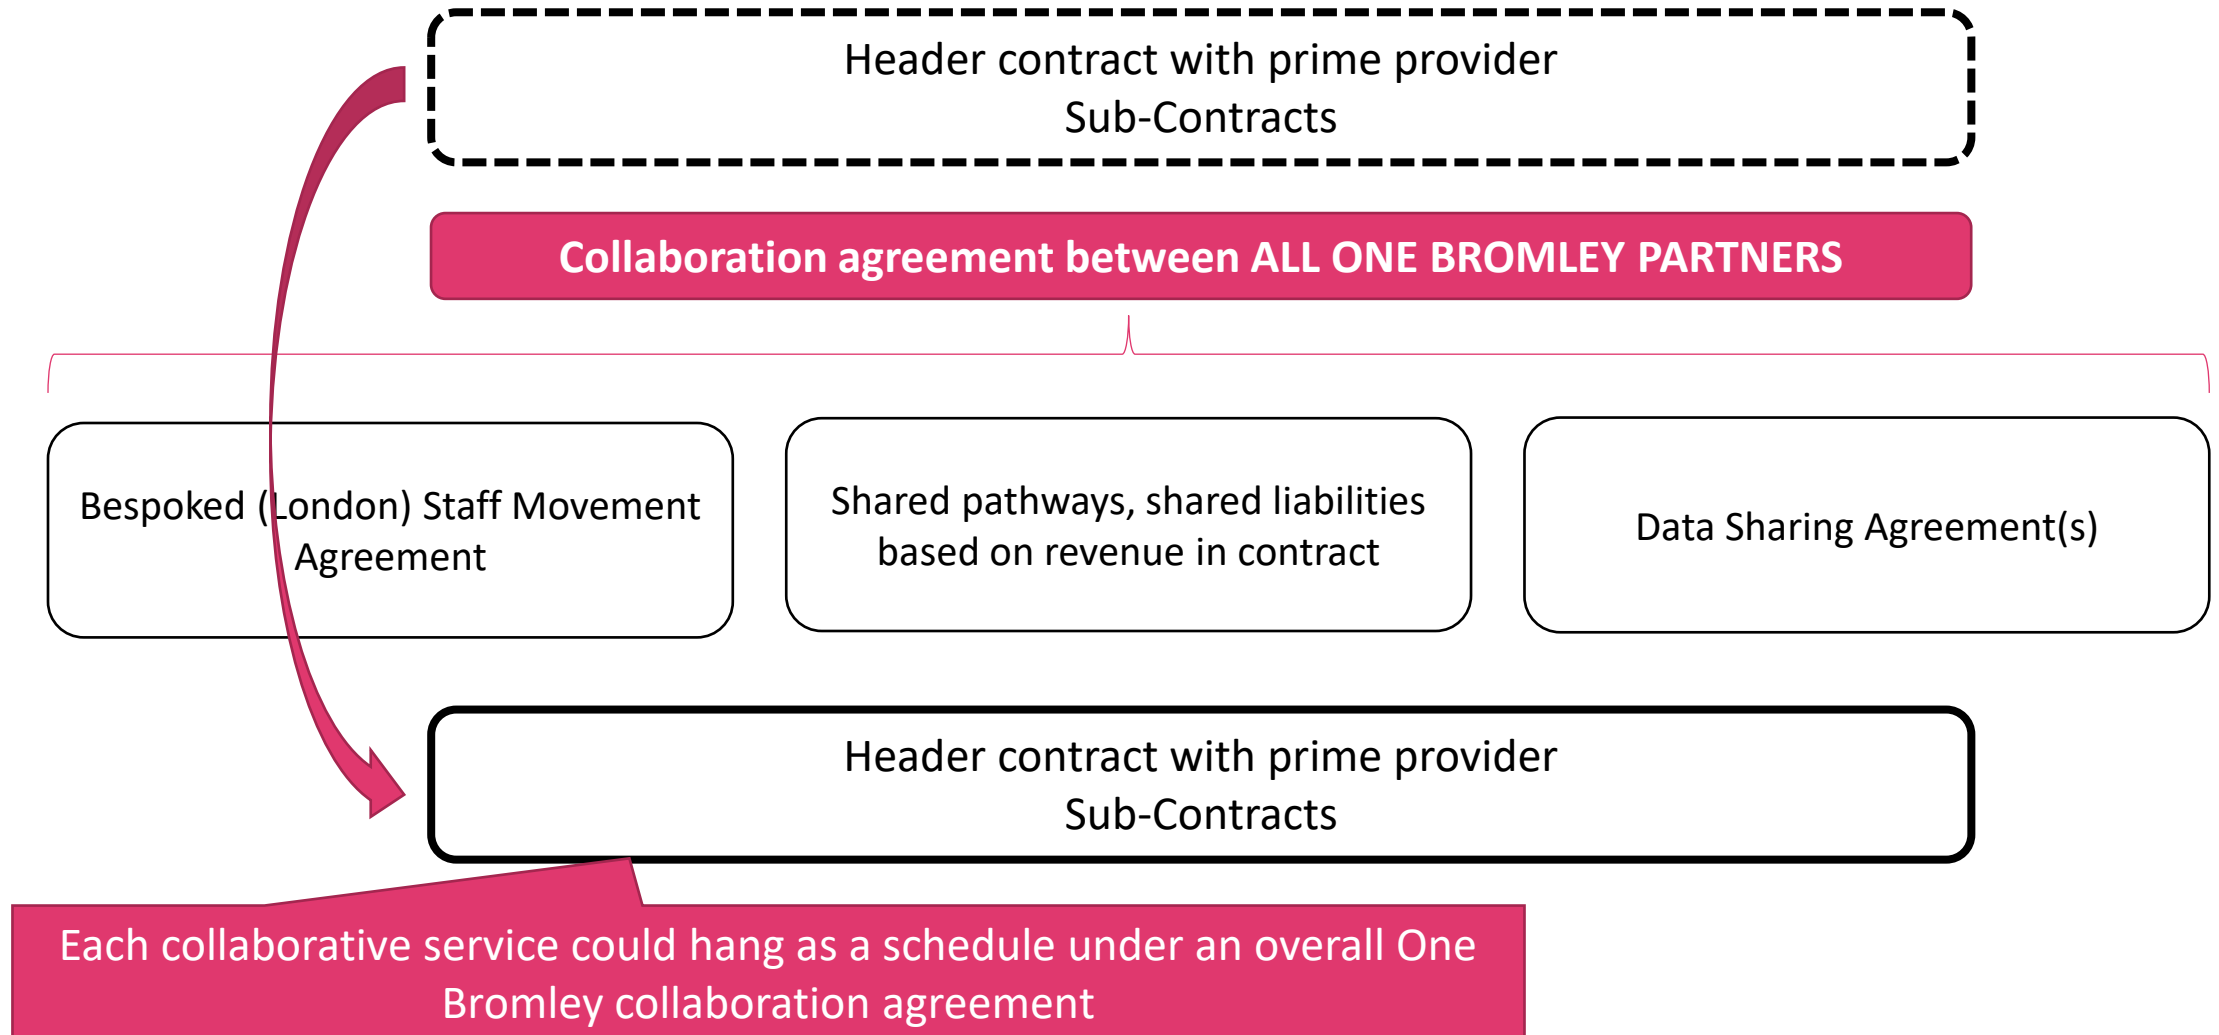 Header contract with prime provider
Sub-Contracts
Collaboration agreement between ALL ONE BROMLEY PARTNERS
Bespoked (London) Staff Movement
Agreement
Shared pathways, shared liabilities
based on revenue in contract
Data Sharing Agreement(s)
Header contract with prime provider
Sub-Contracts
Each collaborative service could hang as a schedule under an overall One
Bromley collaboration agreement